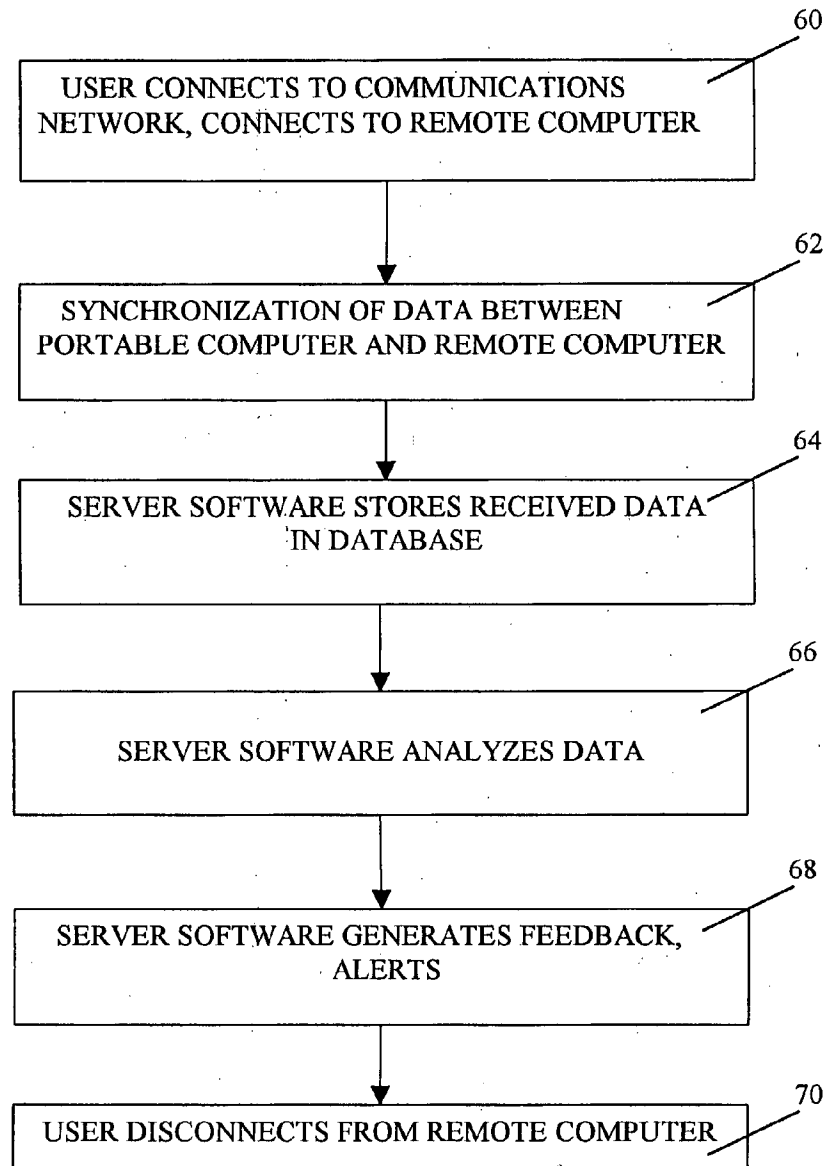 60
USER CONNECTS TO COMMUNICATIONS
NETWORK, CONNECTS TO REMOTE COMPUTER
62
SYNCHRONIZATION OF DATA BETWEEN
PORTABLE COMPUTER AND REMOTE COMPUTER
64
SERVER SOFTWARE STORES RECEIVED DATA
IN DATABASE
66
SERVER SOFTWARE ANALYZES DATA
68
SERVER SOFTWARE GENERATES FEEDBACK,
ALERTS
70
USER DISCONNECTS FROM REMOTE COMPUTER